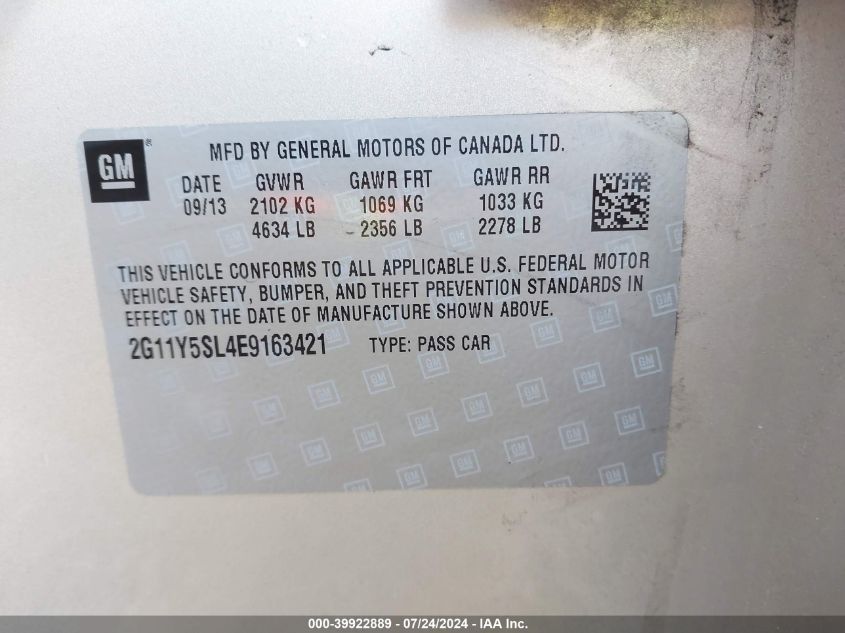 GM
MFD BY GENERAL MOTORS OF CANADA LTD.
DATE GVWR GAWR FRT GAWR RR
09/13 2102 KG 1069 KG 1033 KG
4634 LB 2356 LB 2278 LB
THIS VEHICLE CONFORMS TO ALL APPLICABLE U.S. FEDERAL MOTOR
VEHICLE SAFETY, BUMPER, AND THEFT PREVENTION STANDARDS IN
EFFECT ON THE DATE OF MANUFACTURE SHOWN ABOVE.
2G11Y5SL4E9163421 TYPE: PASS CAR
000-39922889 / 07/24/2024 - IAA Inc.